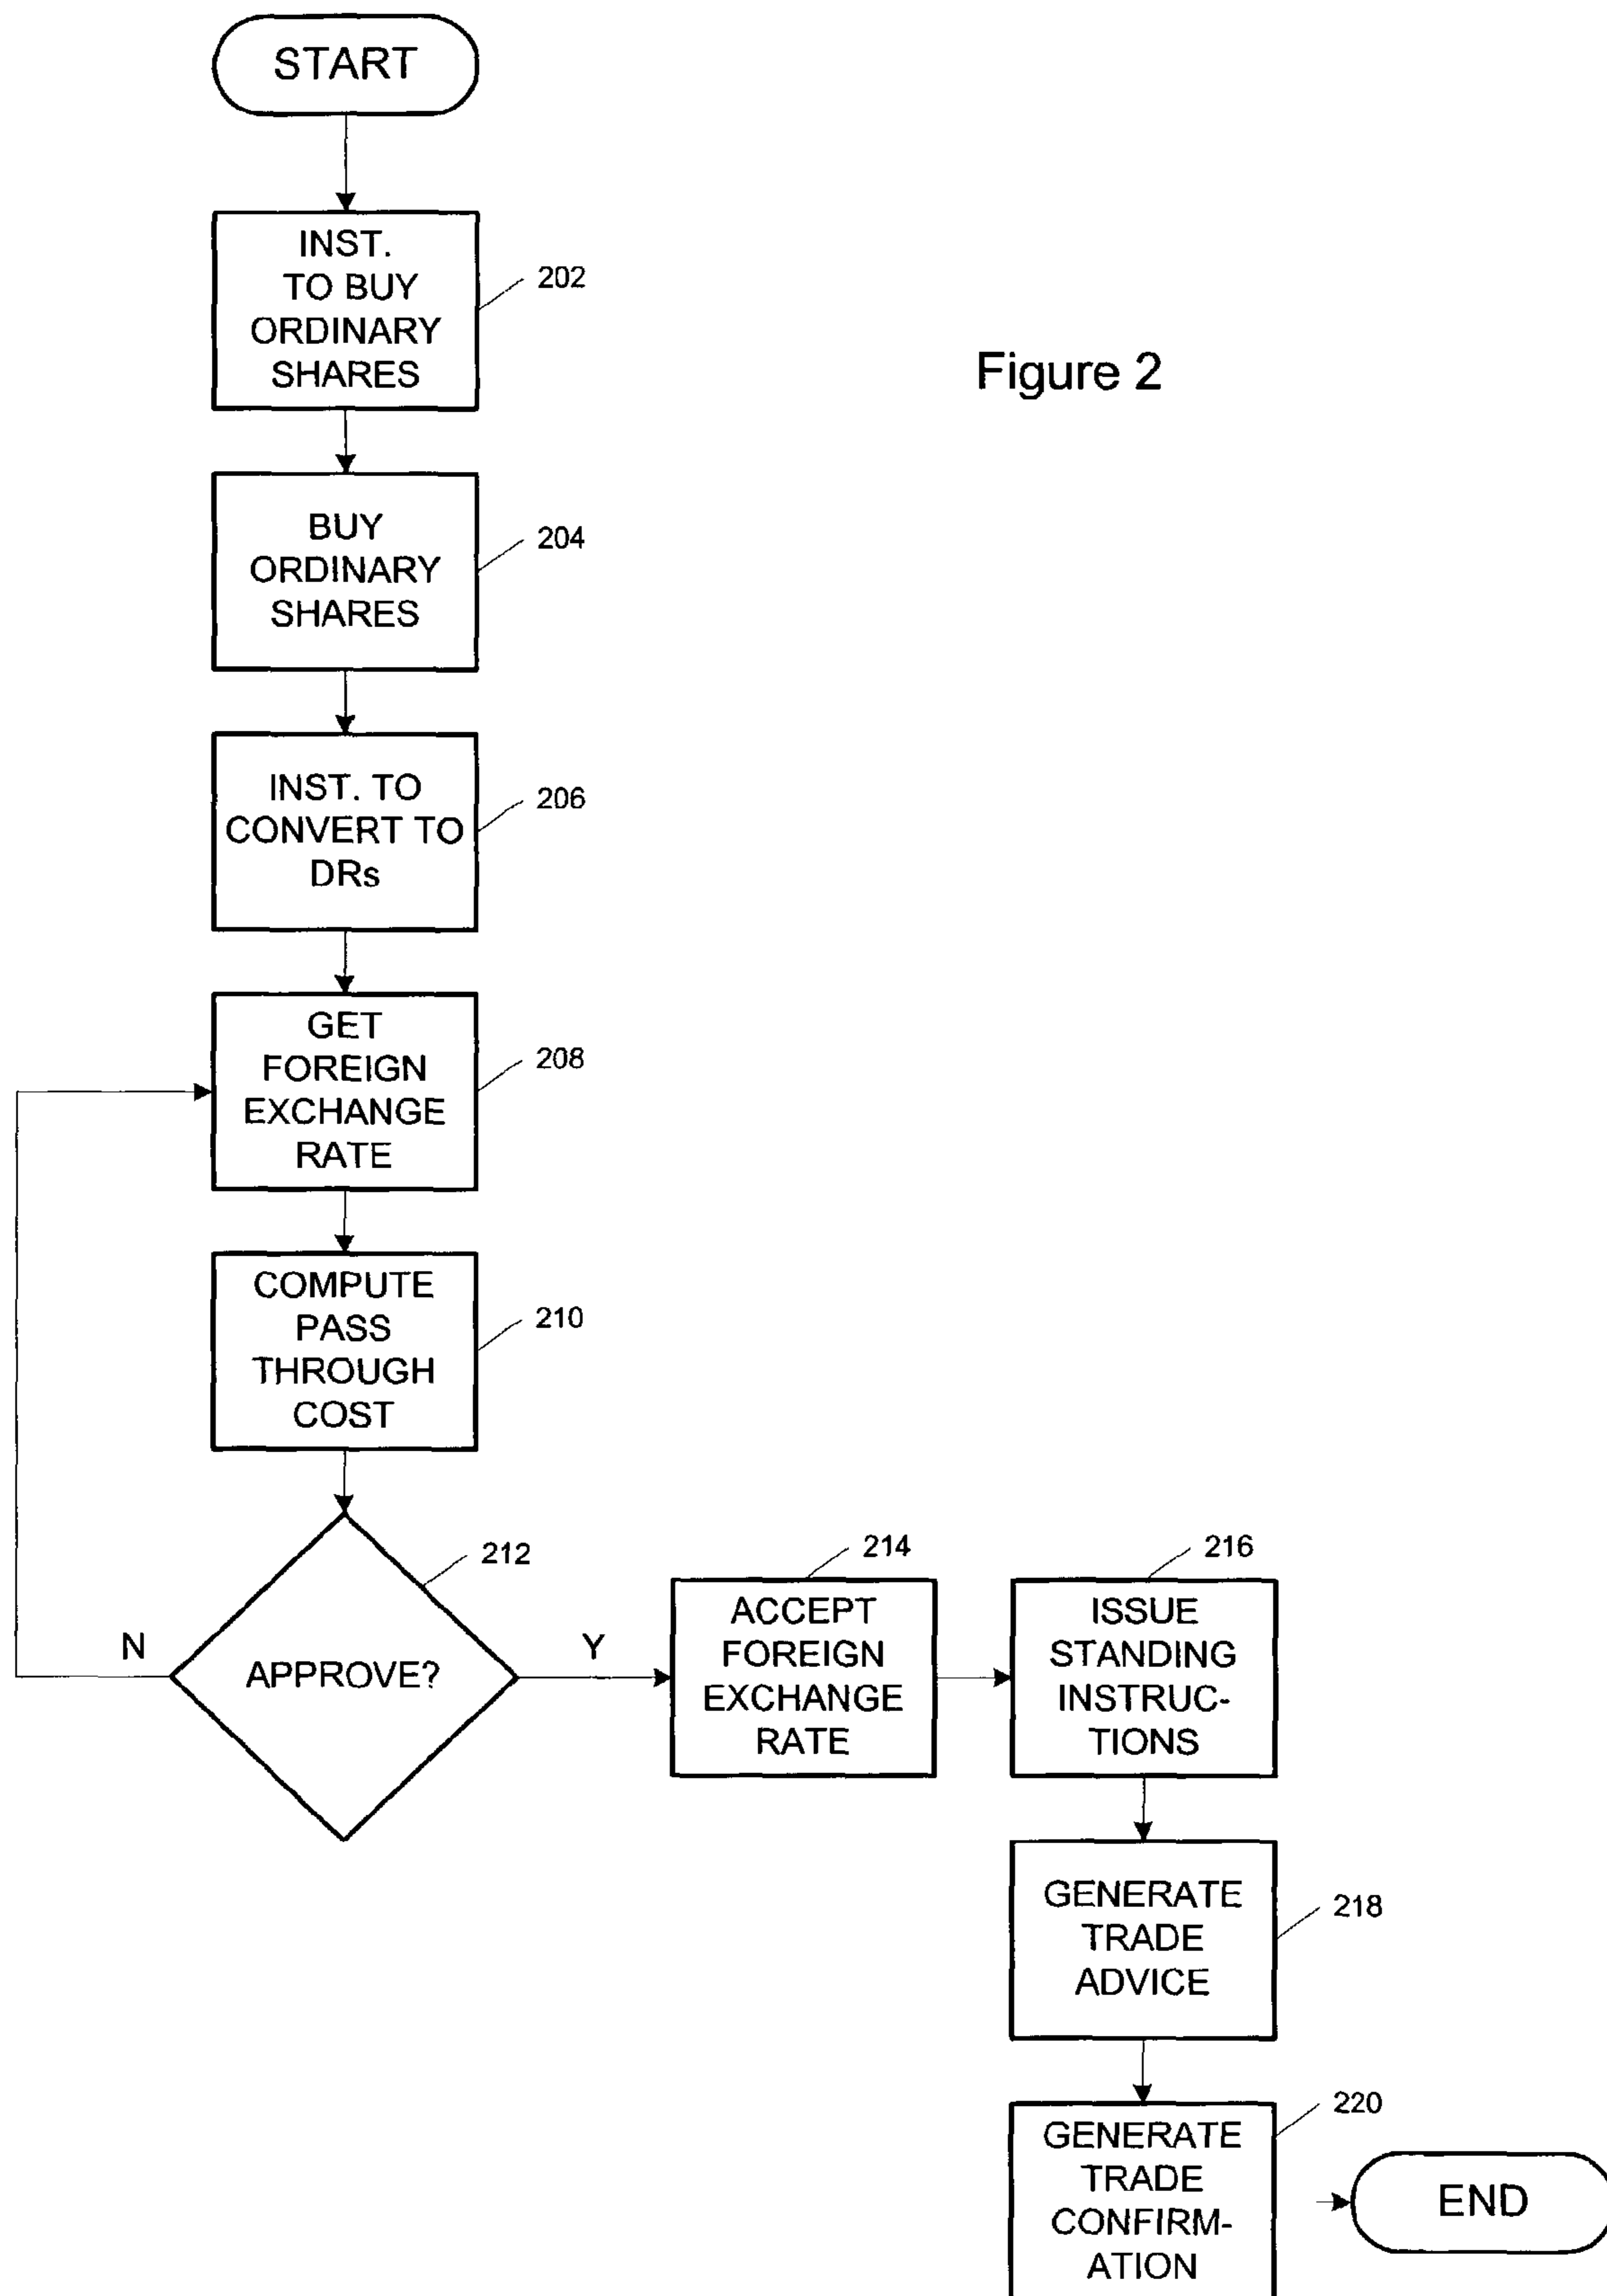 START
INST.
TO BUY
ORDINARY
SHARES
202
Figure 2
BUY
ORDINARY
SHARES
204
INST. TO
CONVERT TO
DRs
206
GET
FOREIGN
EXCHANGE
RATE
208
COMPUTE
PASS
THROUGH
COST
210
APPROVE?
212
N
Y
ACCEPT
FOREIGN
EXCHANGE
RATE
214
ISSUE
STANDING
INSTRUC-
TIONS
216
GENERATE
TRADE
ADVICE
218
GENERATE
TRADE
CONFIRM-
ATION
220
END